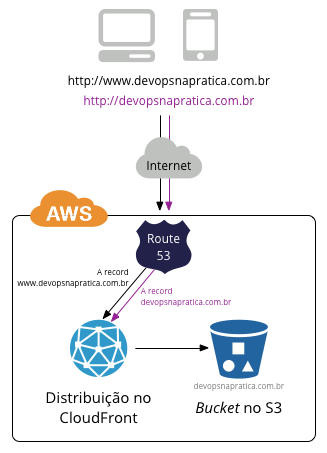 http://www.devopsnapratica.com.br
http://devopsnapratica.com.br
Internet
AWS
Route
53
A record
www.devopsnapratica.com.br
A record
devopsnapratica.com.br
devopsnapratica.com.br
Distribuição no
CloudFront
Bucket no S3